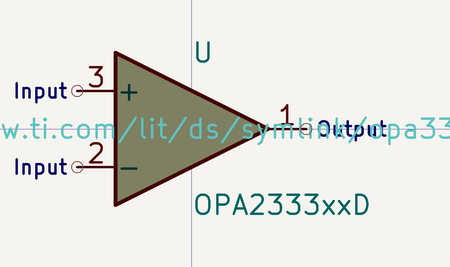 U
3
Input
+
1
w.ti.com/lit/ds/symlink/opa33
Output
2
Input
−
OPA2333xxD